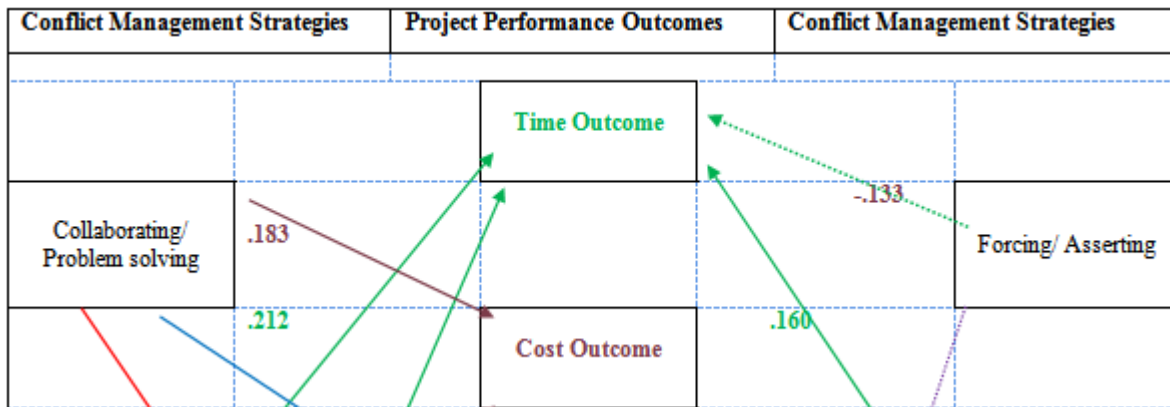 Conflict Management Strategies
Project Performance Outcomes
Conflict Management Strategies
Time Outcome
-.133
Collaborating/
Problem solving
.183
Forcing/ Asserting
.212
.160
Cost Outcome